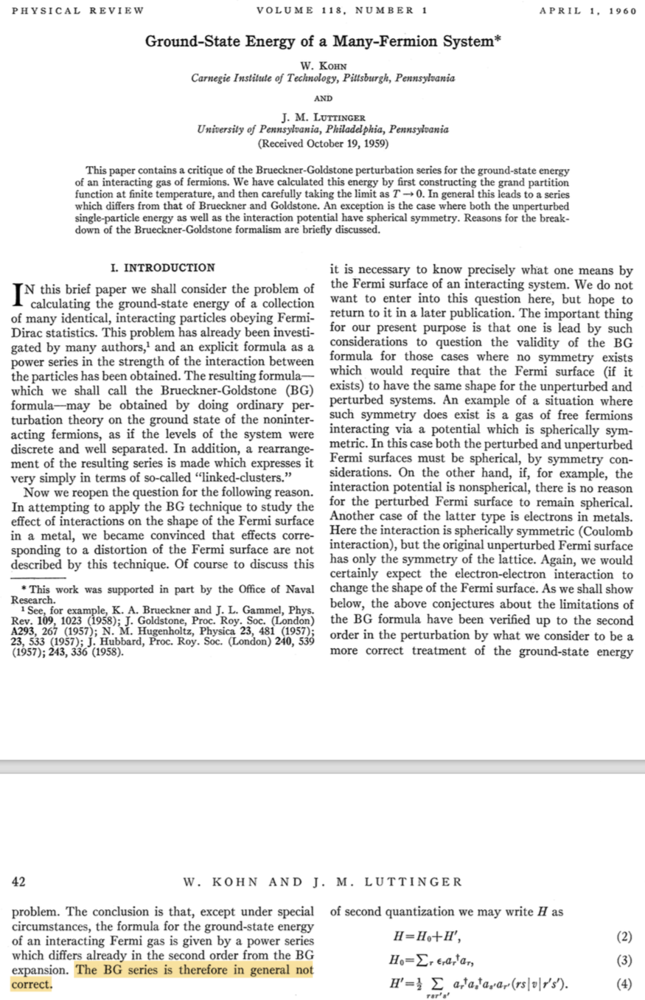 PHYSICAL REVIEW VOLUME 118, NUMBER 1 APRIL 1, 1960
Ground-State Energy of a Many-Fermion System*
W. KOHN
Carnegie Institute of Technology, Pittsburgh, Pennsylvania
AND
J. M. LUTTINGER
University of Pennsylvania, Philadelphia, Pennsylvania
(Received October 19, 1959)
This paper contains a critique of the Brueckner-Goldstone perturbation series for the ground-state energy
of an interacting gas of fermions. We have calculated this energy by first constructing the grand partition
function at finite temperature, and then carefully taking the limit as T → 0. In general this leads to a series
which differs from that of Brueckner and Goldstone. An exception is the case where both the unperturbed
single-particle energy as well as the interaction potential have spherical symmetry. Reasons for the break-
down of the Brueckner-Goldstone formalism are briefly discussed.
I. INTRODUCTION
IN this brief paper we shall consider the problem of
calculating the ground-state energy of a collection
of many identical, interacting particles obeying Fermi-
Dirac statistics. This problem has already been investi-
gated by many authors,¹ and an explicit formula as a
power series in the strength of the interaction between
the particles has been obtained. The resulting formula—
which we shall call the Brueckner-Goldstone (BG)
formula—may be obtained by doing ordinary per-
turbation theory on the ground state of the noninter-
acting fermions, as if the levels of the system were
discrete and well separated. In addition, a rearrange-
ment of the resulting series is made which expresses it
very simply in terms of so-called “linked-clusters.”
Now we reopen the question for the following reason.
In attempting to apply the BG technique to study the
effect of interactions on the shape of the Fermi surface
in a metal, we became convinced that effects corre-
sponding to a distortion of the Fermi surface are not
described by this technique. Of course to discuss this
* This work was supported in part by the Office of Naval
Research.
¹ See, for example, K. A. Brueckner and J. L. Gammel, Phys.
Rev. 109, 1023 (1958); J. Goldstone, Proc. Roy. Soc. (London)
A293, 267 (1957); N. M. Hugenholtz, Physica 23, 481 (1957);
23, 533 (1957); J. Hubbard, Proc. Roy. Soc. (London) 240, 539
(1957); 243, 336 (1958).
it is necessary to know precisely what one means by
the Fermi surface of an interacting system. We do not
want to enter into this question here, but hope to
return to it in a later publication. The important thing
for our present purpose is that one is lead by such
considerations to question the validity of the BG
formula for those cases where no symmetry exists
which would require that the Fermi surface (if it
exists) to have the same shape for the unperturbed and
perturbed systems. An example of a situation where
such symmetry does exist is a gas of free fermions
interacting via a potential which is spherically sym-
metric. In this case both the perturbed and unperturbed
Fermi surfaces must be spherical, by symmetry con-
siderations. On the other hand, if, for example, the
interaction potential is nonspherical, there is no reason
for the perturbed Fermi surface to remain spherical.
Another case of the latter type is electrons in metals.
Here the interaction is spherically symmetric (Coulomb
interaction), but the original unperturbed Fermi surface
has only the symmetry of the lattice. Again, we would
certainly expect the electron-electron interaction to
change the shape of the Fermi surface. As we shall show
below, the above conjectures about the limitations of
the BG formula have been verified up to the second
order in the perturbation by what we consider to be a
more correct treatment of the ground-state energy
42 W. KOHN AND J. M. LUTTINGER
problem. The conclusion is that, except under special
circumstances, the formula for the ground-state energy
of an interacting Fermi gas is given by a power series
which differs already in the second order from the BG
expansion. The BG series is therefore in general not
correct.
of second quantization we may write H as
H=H₀+H′, (2)
H₀=∑ᵣ εᵣaᵣ†aᵣ, (3)
H′=½ ∑ aᵣ†aₛ†aₛ′aᵣ′(rs|v|r′s′). (4)
rsr′s′